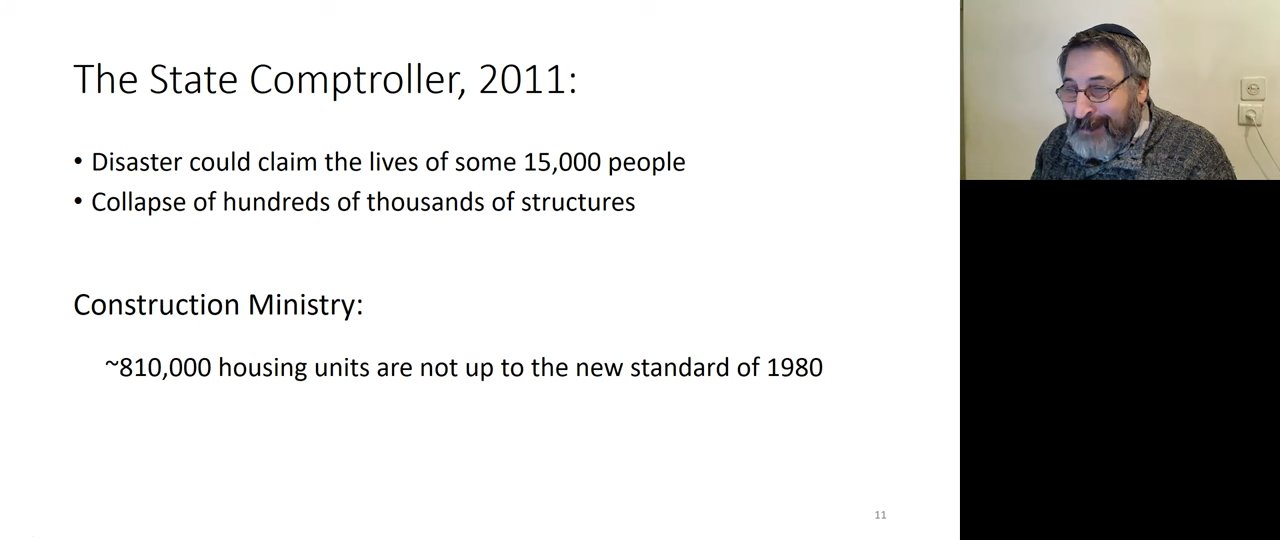 The State Comptroller, 2011:
• Disaster could claim the lives of some 15,000 people
• Collapse of hundreds of thousands of structures
Construction Ministry:
~810,000 housing units are not up to the new standard of 1980
11